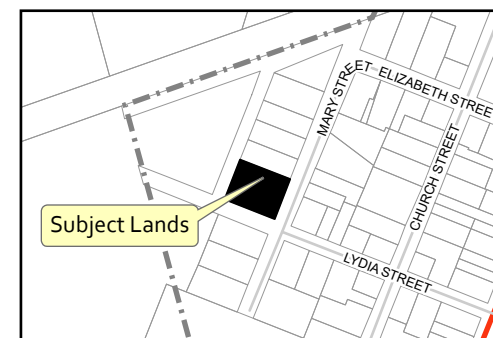 MARY STREET
ELIZABETH STREE
CHURCH STREET
Subject Lands
LYDIA STREET